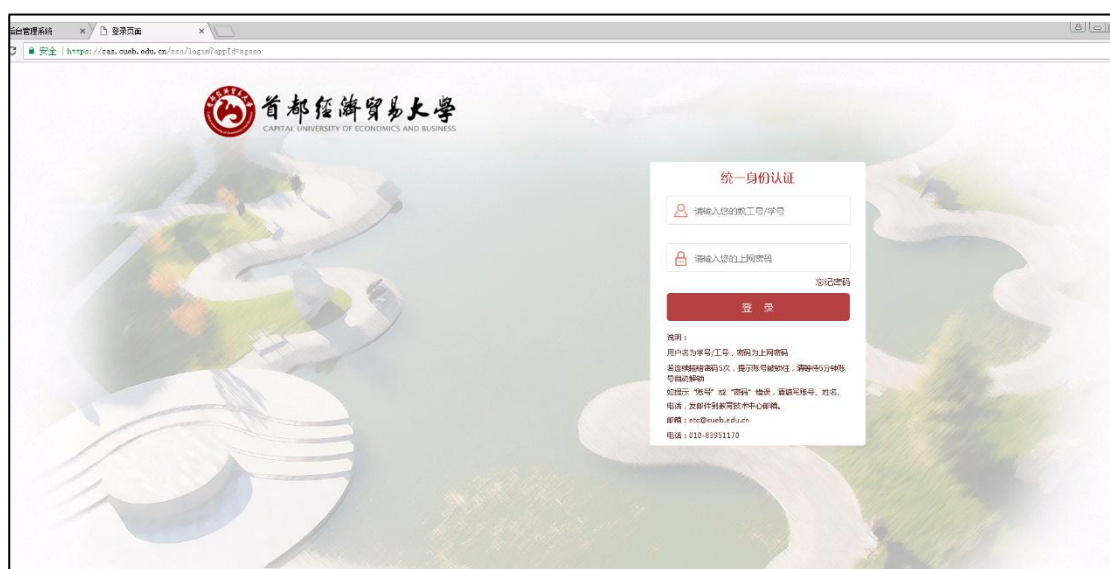 后台管理系统
登录页面
安全 | https://cas.cueb.edu.cn/sso/login?appId=sgsso
首都经济贸易大学
CAPITAL UNIVERSITY OF ECONOMICS AND BUSINESS
统一身份认证
请输入您的教工号/学号
请输入您的上网密码
忘记密码
登 录
说明：
用户名为学号/工号，密码为上网密码
若连续输错密码5次，提示账号被锁住，请等待5分钟账
号自动解锁
如提示“账号”或“密码”错误，请填写账号、姓名、
电话，发邮件到教育技术中心邮箱。
邮箱：etc@cueb.edu.cn
电话：010-83951170